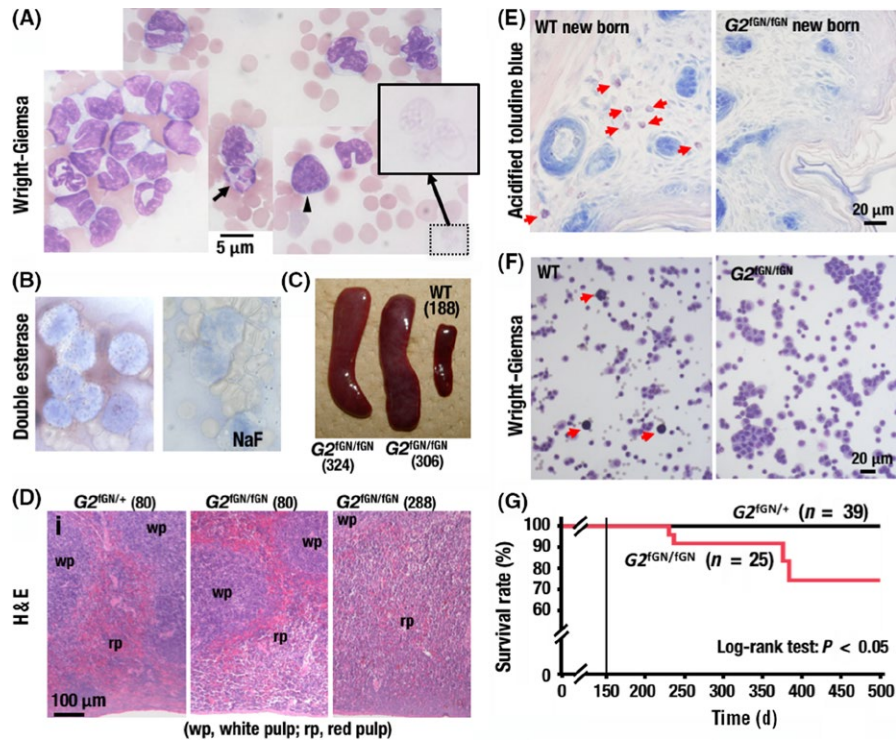 (A)
Wright–Giemsa
5 μm
(B)
Double esterase
NaF
(C)
WT
(188)
G2fGN/fGN
(324)
G2fGN/fGN
(306)
(D)
G2fGN/+ (80)
G2fGN/fGN (80)
G2fGN/fGN (288)
H & E
i
wp
wp
rp
wp
wp
rp
wp
rp
100 μm
(wp, white pulp; rp, red pulp)
(E)
Acidified toludine blue
WT new born
G2fGN/fGN new born
20 μm
(F)
Wright–Giemsa
WT
G2fGN/fGN
20 μm
(G)
Survival rate (%)
100
90
80
70
60
0
G2fGN/+ (n = 39)
G2fGN/fGN (n = 25)
Log-rank test: P < 0.05
0 150 200 250 300 350 400 450 500
Time (d)